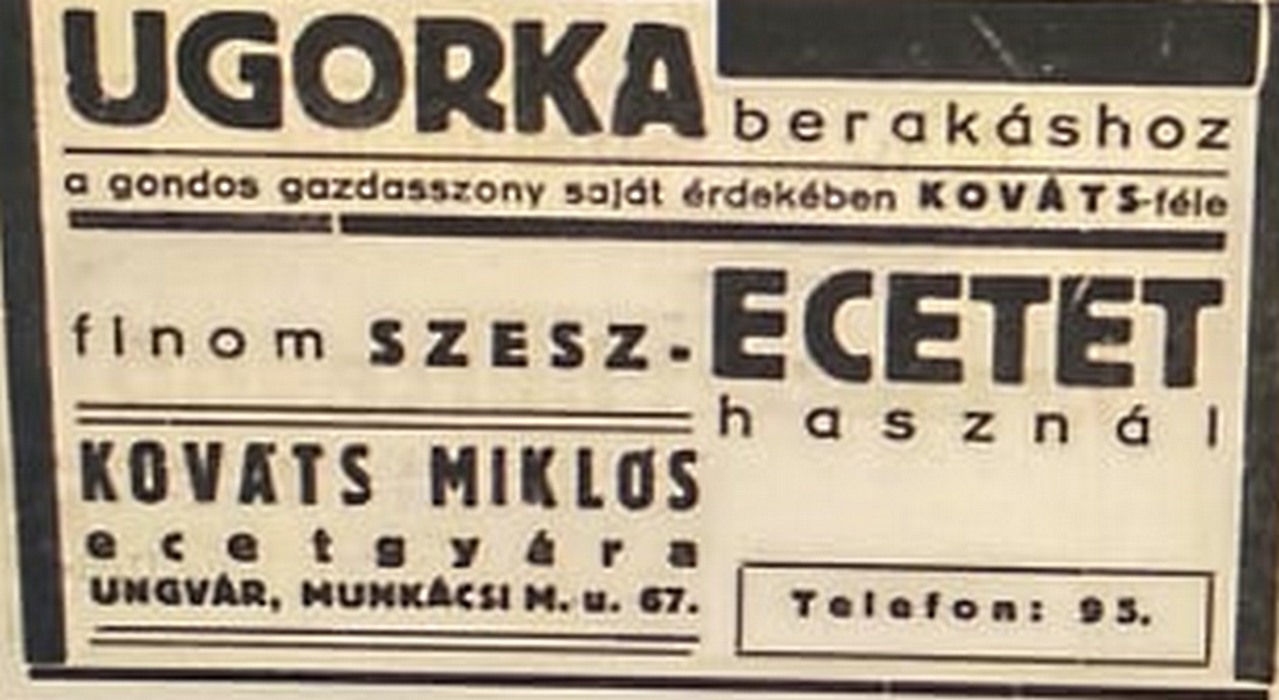 UGORKA berakáshoz
a gondos gazdasszony saját érdekében KOVÁTS-féle
finom SZESZ-ECETET
használ
KOVÁTS MIKLÓS
ecetgyára
UNGVÁR, MUNKÁCSI M. u. 67.
Telefon: 95.